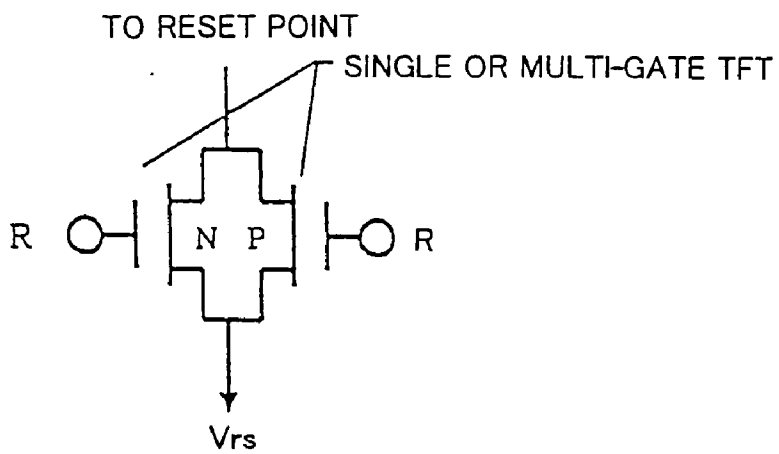 TO RESET POINT
SINGLE OR MULTI-GATE TFT
R N P R
Vrs